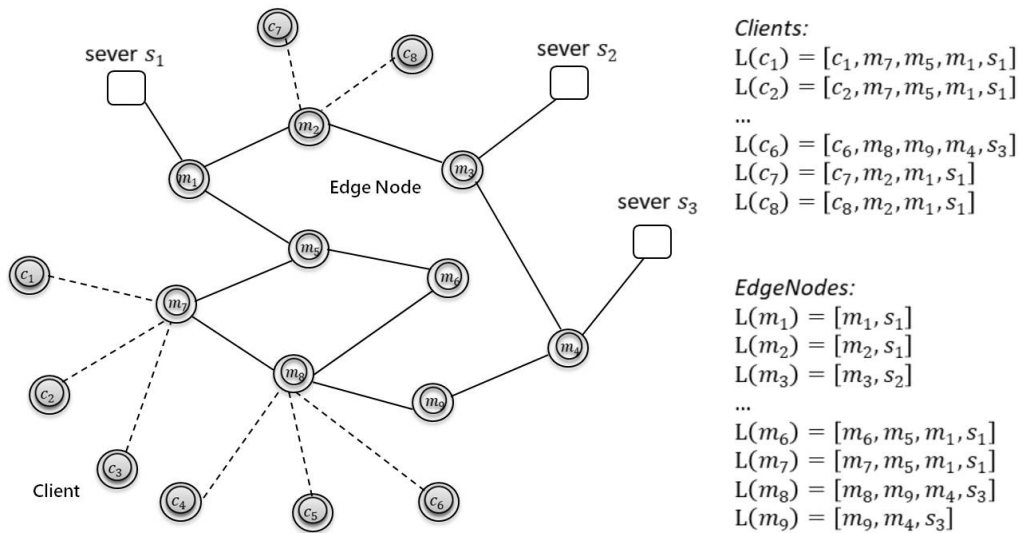 c₇
c₈
sever s₁
sever s₂
m₂
m₁
m₃
Edge Node
sever s₃
m₅
c₁
m₆
m₇
m₄
m₈
c₂
m₉
c₃
Client
c₄
c₅
c₆
Clients:
L(c₁) = [c₁, m₇, m₅, m₁, s₁]
L(c₂) = [c₂, m₇, m₅, m₁, s₁]
...
L(c₆) = [c₆, m₈, m₉, m₄, s₃]
L(c₇) = [c₇, m₂, m₁, s₁]
L(c₈) = [c₈, m₂, m₁, s₁]
EdgeNodes:
L(m₁) = [m₁, s₁]
L(m₂) = [m₂, s₁]
L(m₃) = [m₃, s₂]
...
L(m₆) = [m₆, m₅, m₁, s₁]
L(m₇) = [m₇, m₅, m₁, s₁]
L(m₈) = [m₈, m₉, m₄, s₃]
L(m₉) = [m₉, m₄, s₃]